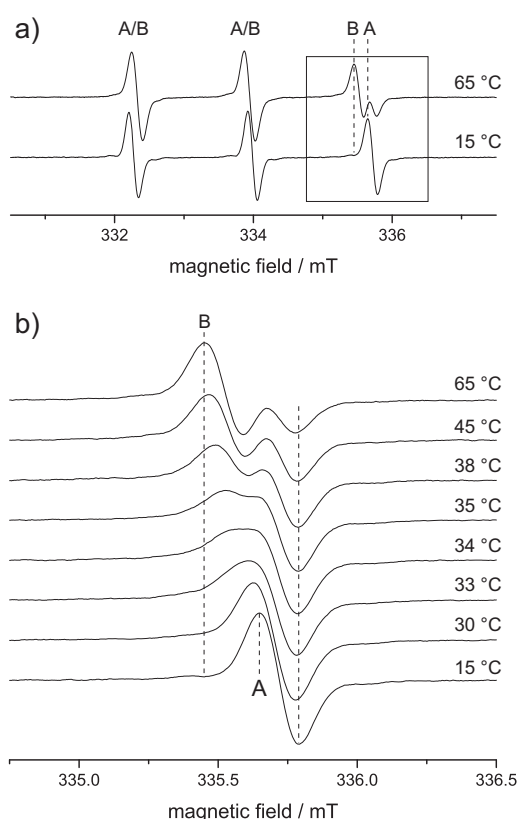 a)
A/B A/B B A
65 °C
15 °C
332 334 336
magnetic field / mT
b)
B
65 °C
45 °C
38 °C
35 °C
34 °C
33 °C
30 °C
15 °C
A
335.0 335.5 336.0 336.5
magnetic field / mT